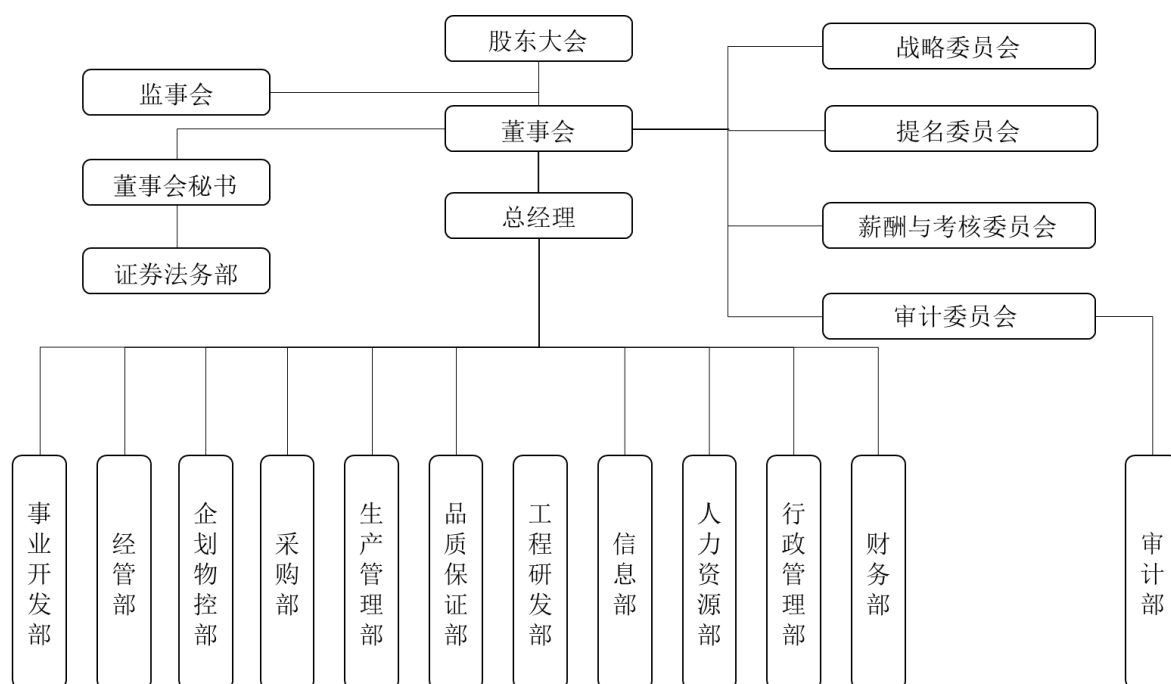 股东大会
战略委员会
监事会
董事会
提名委员会
董事会秘书
总经理
薪酬与考核委员会
证券法务部
审计委员会
事业开发部
经管部
企划物控部
采购部
生产管理部
品质保证部
工程研发部
信息部
人力资源部
行政管理部
财务部
审计部